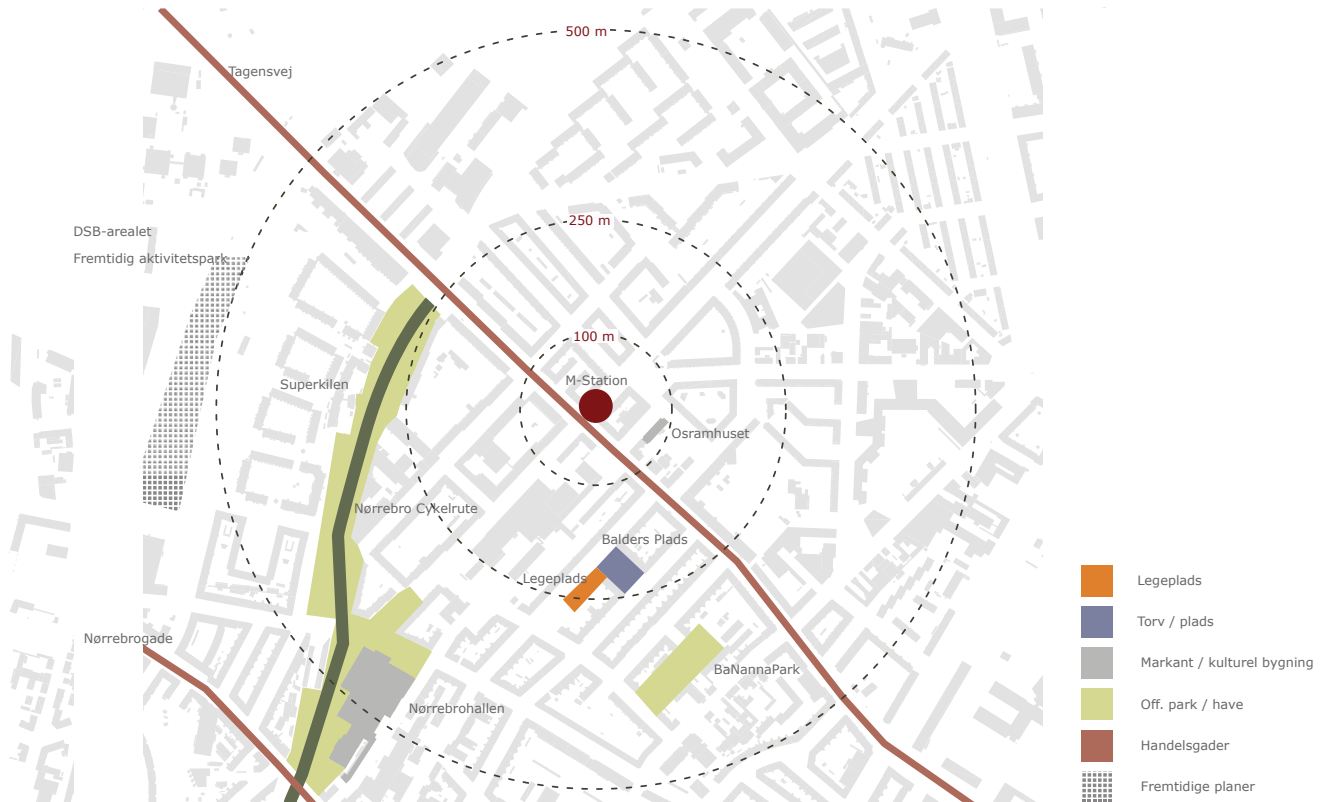 500 m
Tagensvej
250 m
DSB-arealet
Fremtidig aktivitetspark
100 m
M-Station
Superkilen
Osramhuset
Nørrebro Cykelrute
Balders Plads
Legeplads
Nørrebrogade
BaNannaPark
Nørrebrohallen
Legeplads
Torv / plads
Markant / kulturel bygning
Off. park / have
Handelsgader
Fremtidige planer